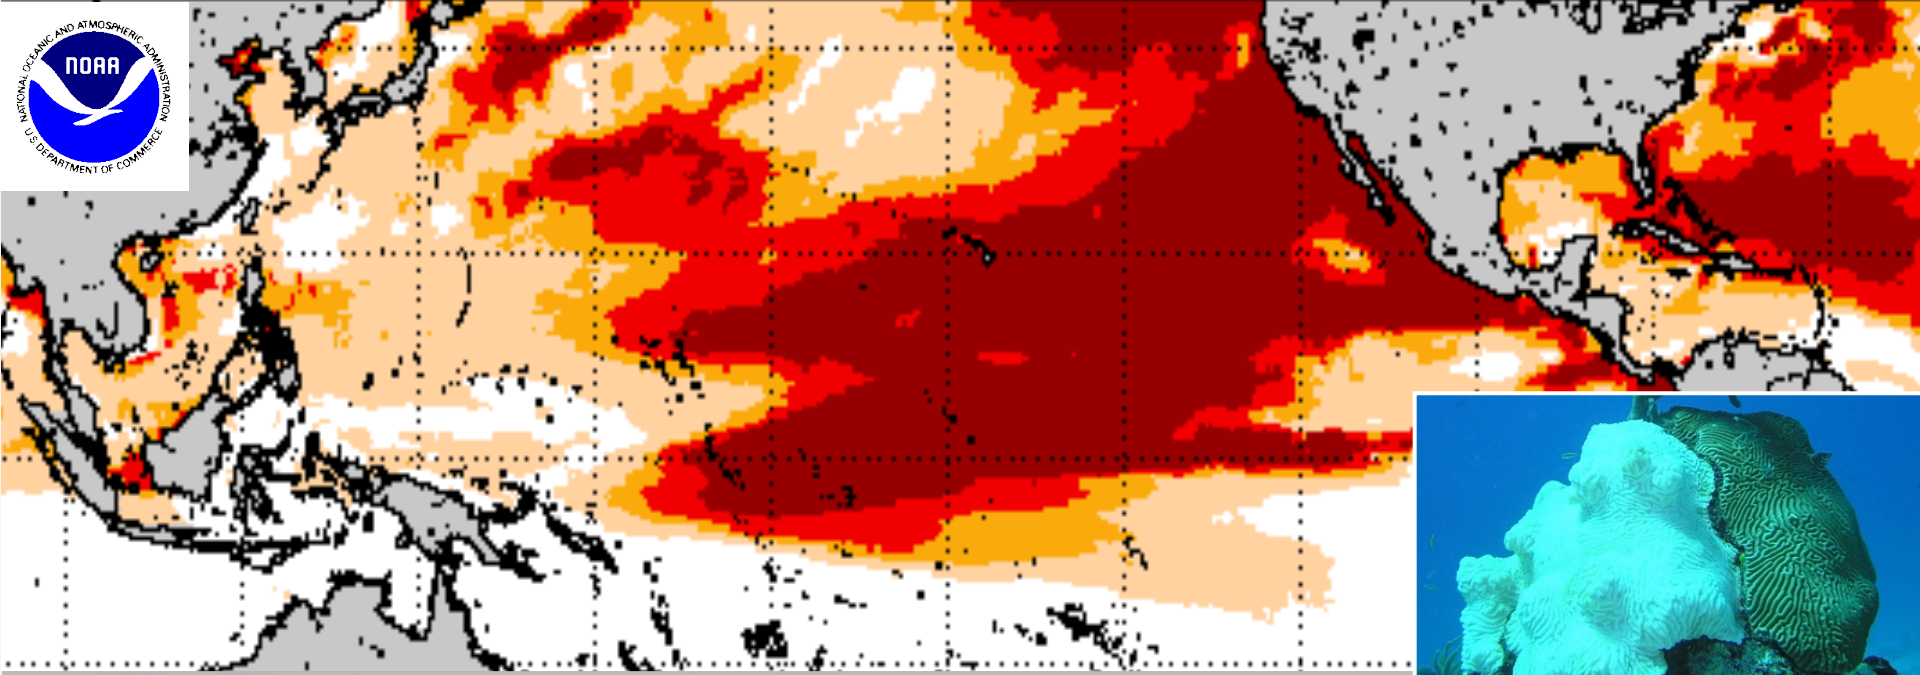 NATIONAL OCEANIC AND ATMOSPHERIC ADMINISTRATION
NOAA
U.S. DEPARTMENT OF COMMERCE